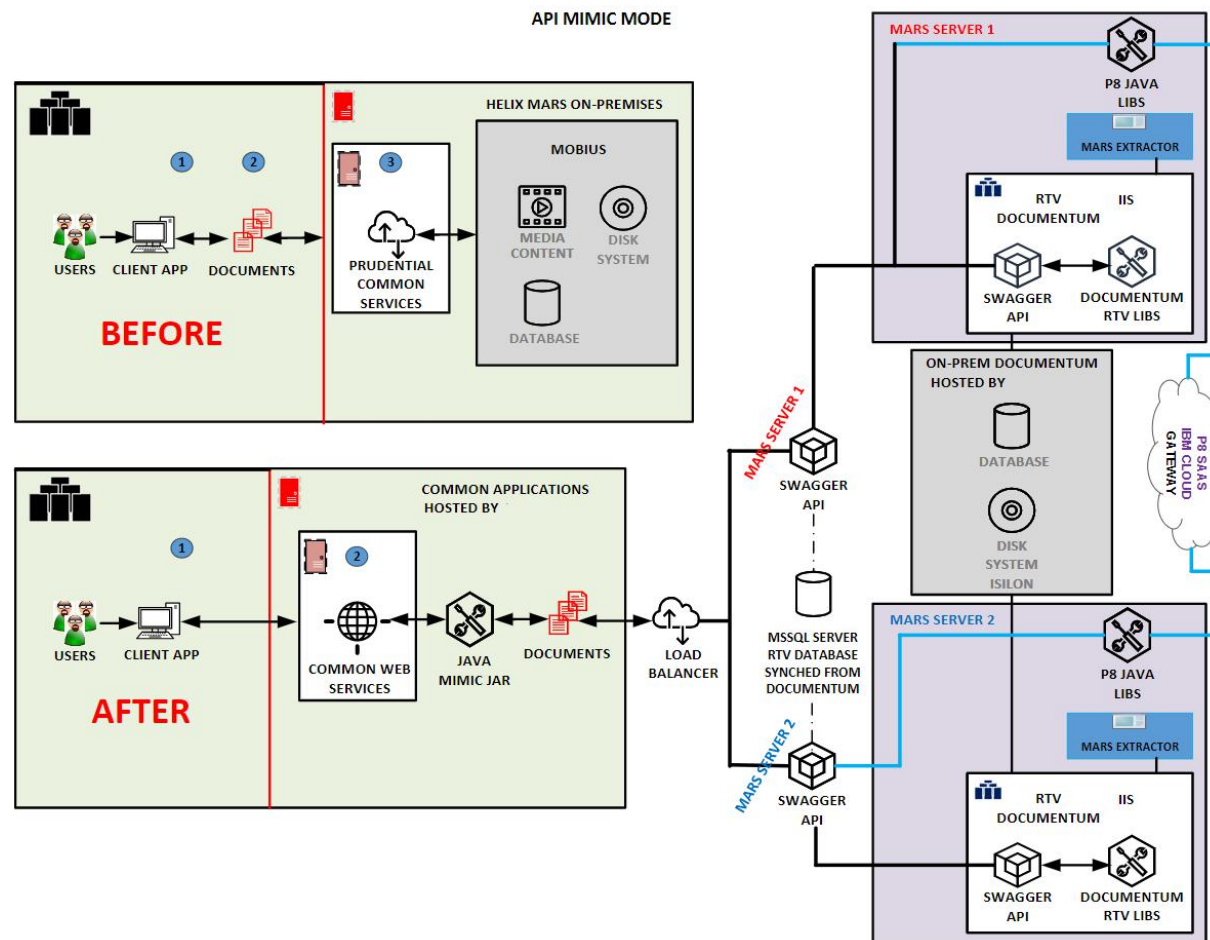 API MIMIC MODE
HELIX MARS ON-PREMISES
1
2
3
MOBIUS
MEDIA
CONTENT
DISK
SYSTEM
DATABASE
USERS
CLIENT APP
DOCUMENTS
PRUDENTIAL
COMMON
SERVICES
BEFORE
COMMON APPLICATIONS
HOSTED BY
1
2
USERS
CLIENT APP
COMMON WEB
SERVICES
JAVA
MIMIC JAR
DOCUMENTS
AFTER
LOAD
BALANCER
MARS SERVER 1
SWAGGER
API
MSSQL SERVER
RTV DATABASE
SYNCHED FROM
DOCUMENTUM
MARS SERVER 2
SWAGGER
API
MARS SERVER 1
P8 JAVA
LIBS
MARS EXTRACTOR
RTV
DOCUMENTUM
IIS
SWAGGER
API
DOCUMENTUM
RTV LIBS
ON-PREM DOCUMENTUM
HOSTED BY
DATABASE
DISK
SYSTEM
ISILON
P8 SAAS
IBM CLOUD
GATEWAY
MARS SERVER 2
P8 JAVA
LIBS
MARS EXTRACTOR
RTV
DOCUMENTUM
IIS
SWAGGER
API
DOCUMENTUM
RTV LIBS